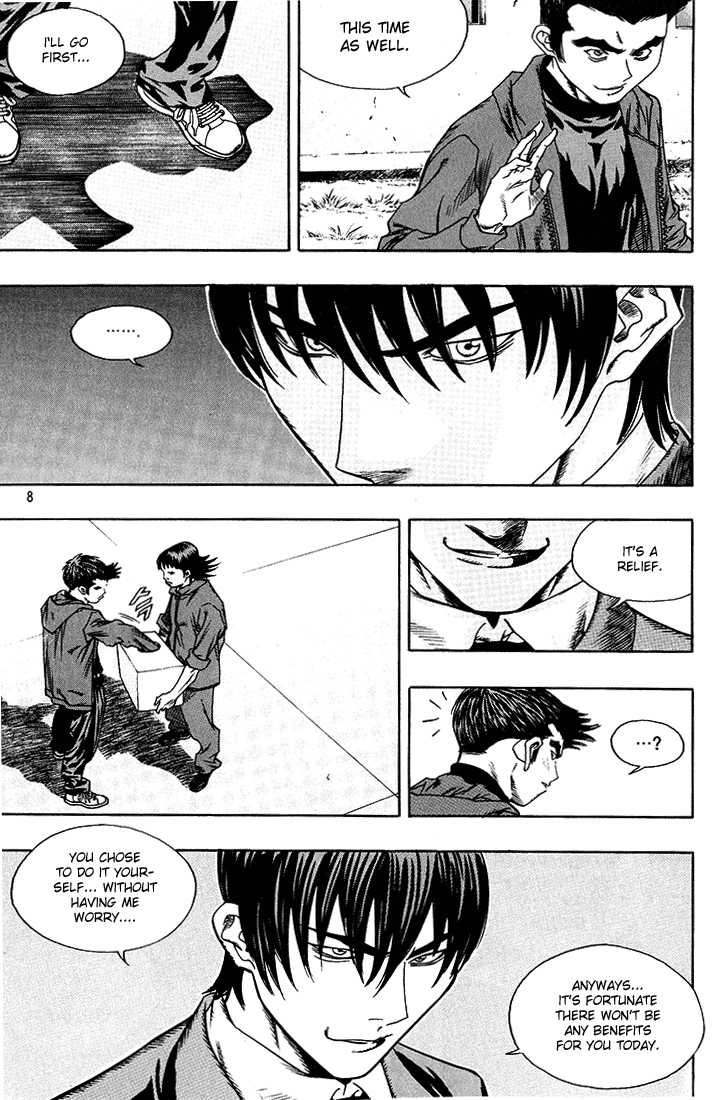 I'LL GO
FIRST...
THIS TIME
AS WELL.
.......
8
IT'S A
RELIEF.
...?
YOU CHOSE
TO DO IT YOUR-
SELF... WITHOUT
HAVING ME
WORRY....
ANYWAYS...
IT'S FORTUNATE
THERE WON'T BE
ANY BENEFITS
FOR YOU TODAY.